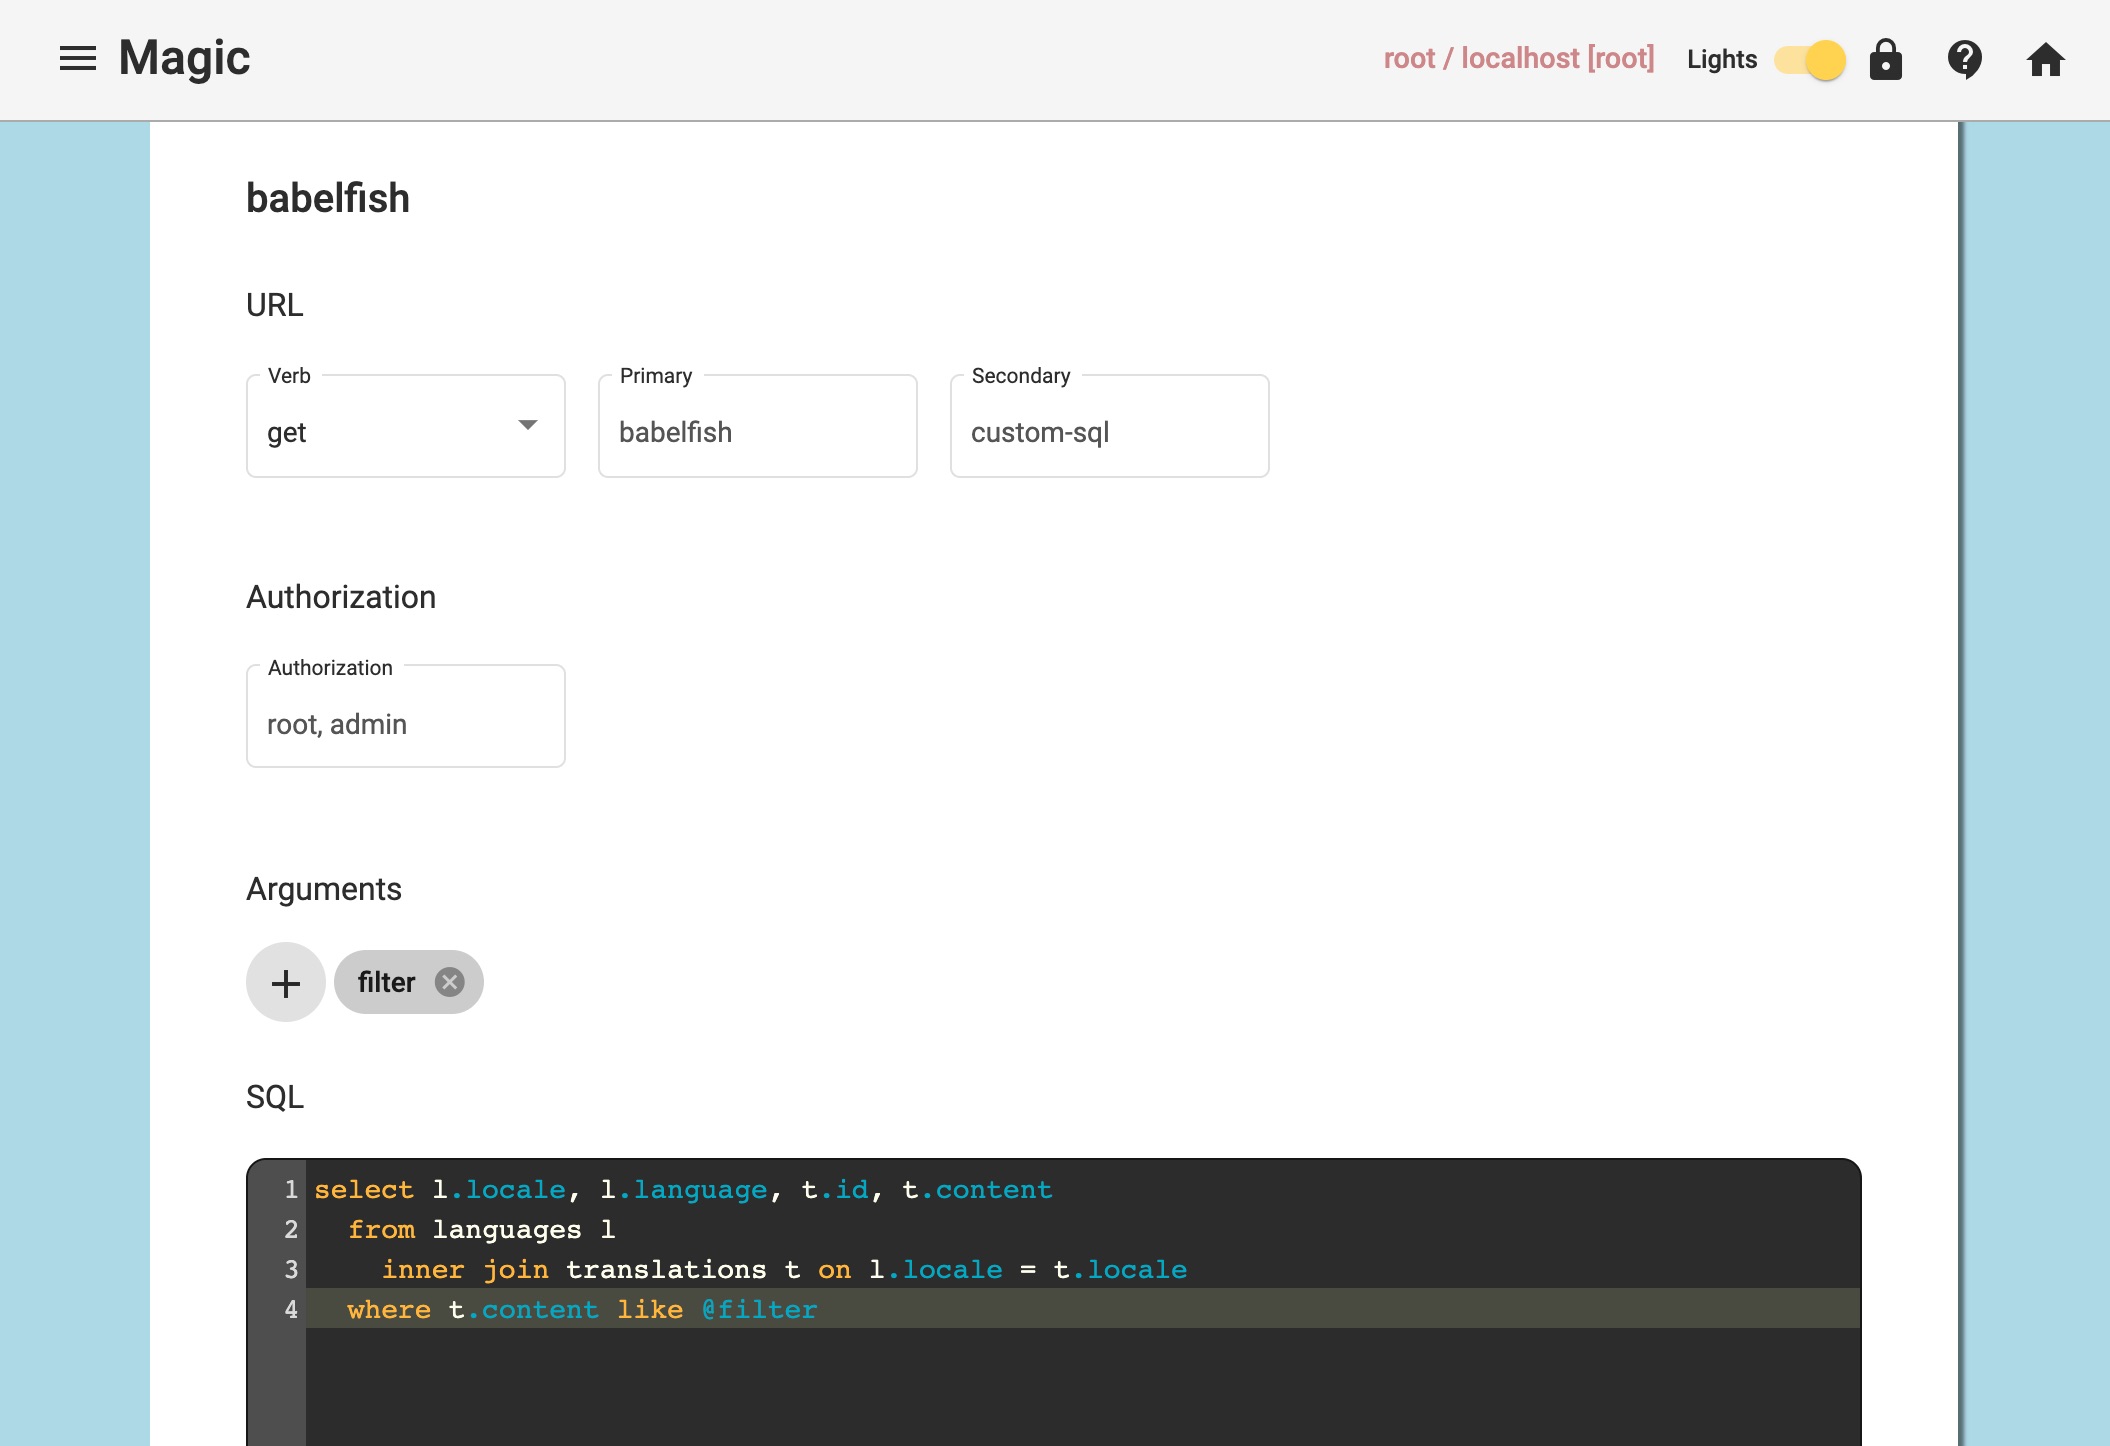 Magic
root / localhost [root]
Lights
babelfish
URL
Verb
get
Primary
babelfish
Secondary
custom-sql
Authorization
Authorization
root, admin
Arguments
filter
SQL
1 select l.locale, l.language, t.id, t.content
2   from languages l
3     inner join translations t on l.locale = t.locale
4   where t.content like @filter